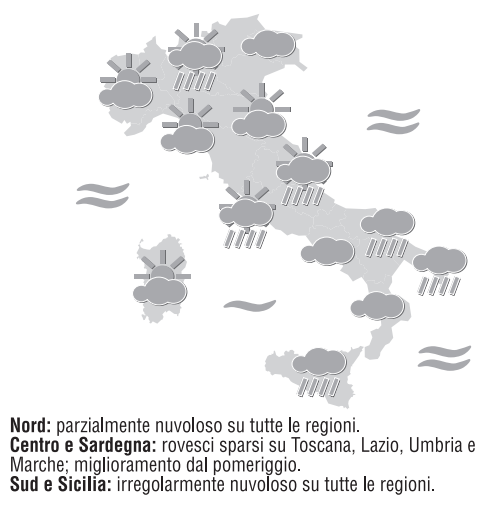 Nord: parzialmente nuvoloso su tutte le regioni.
Centro e Sardegna: rovesci sparsi su Toscana, Lazio, Umbria e
Marche; miglioramento dal pomeriggio.
Sud e Sicilia: irregolarmente nuvoloso su tutte le regioni.